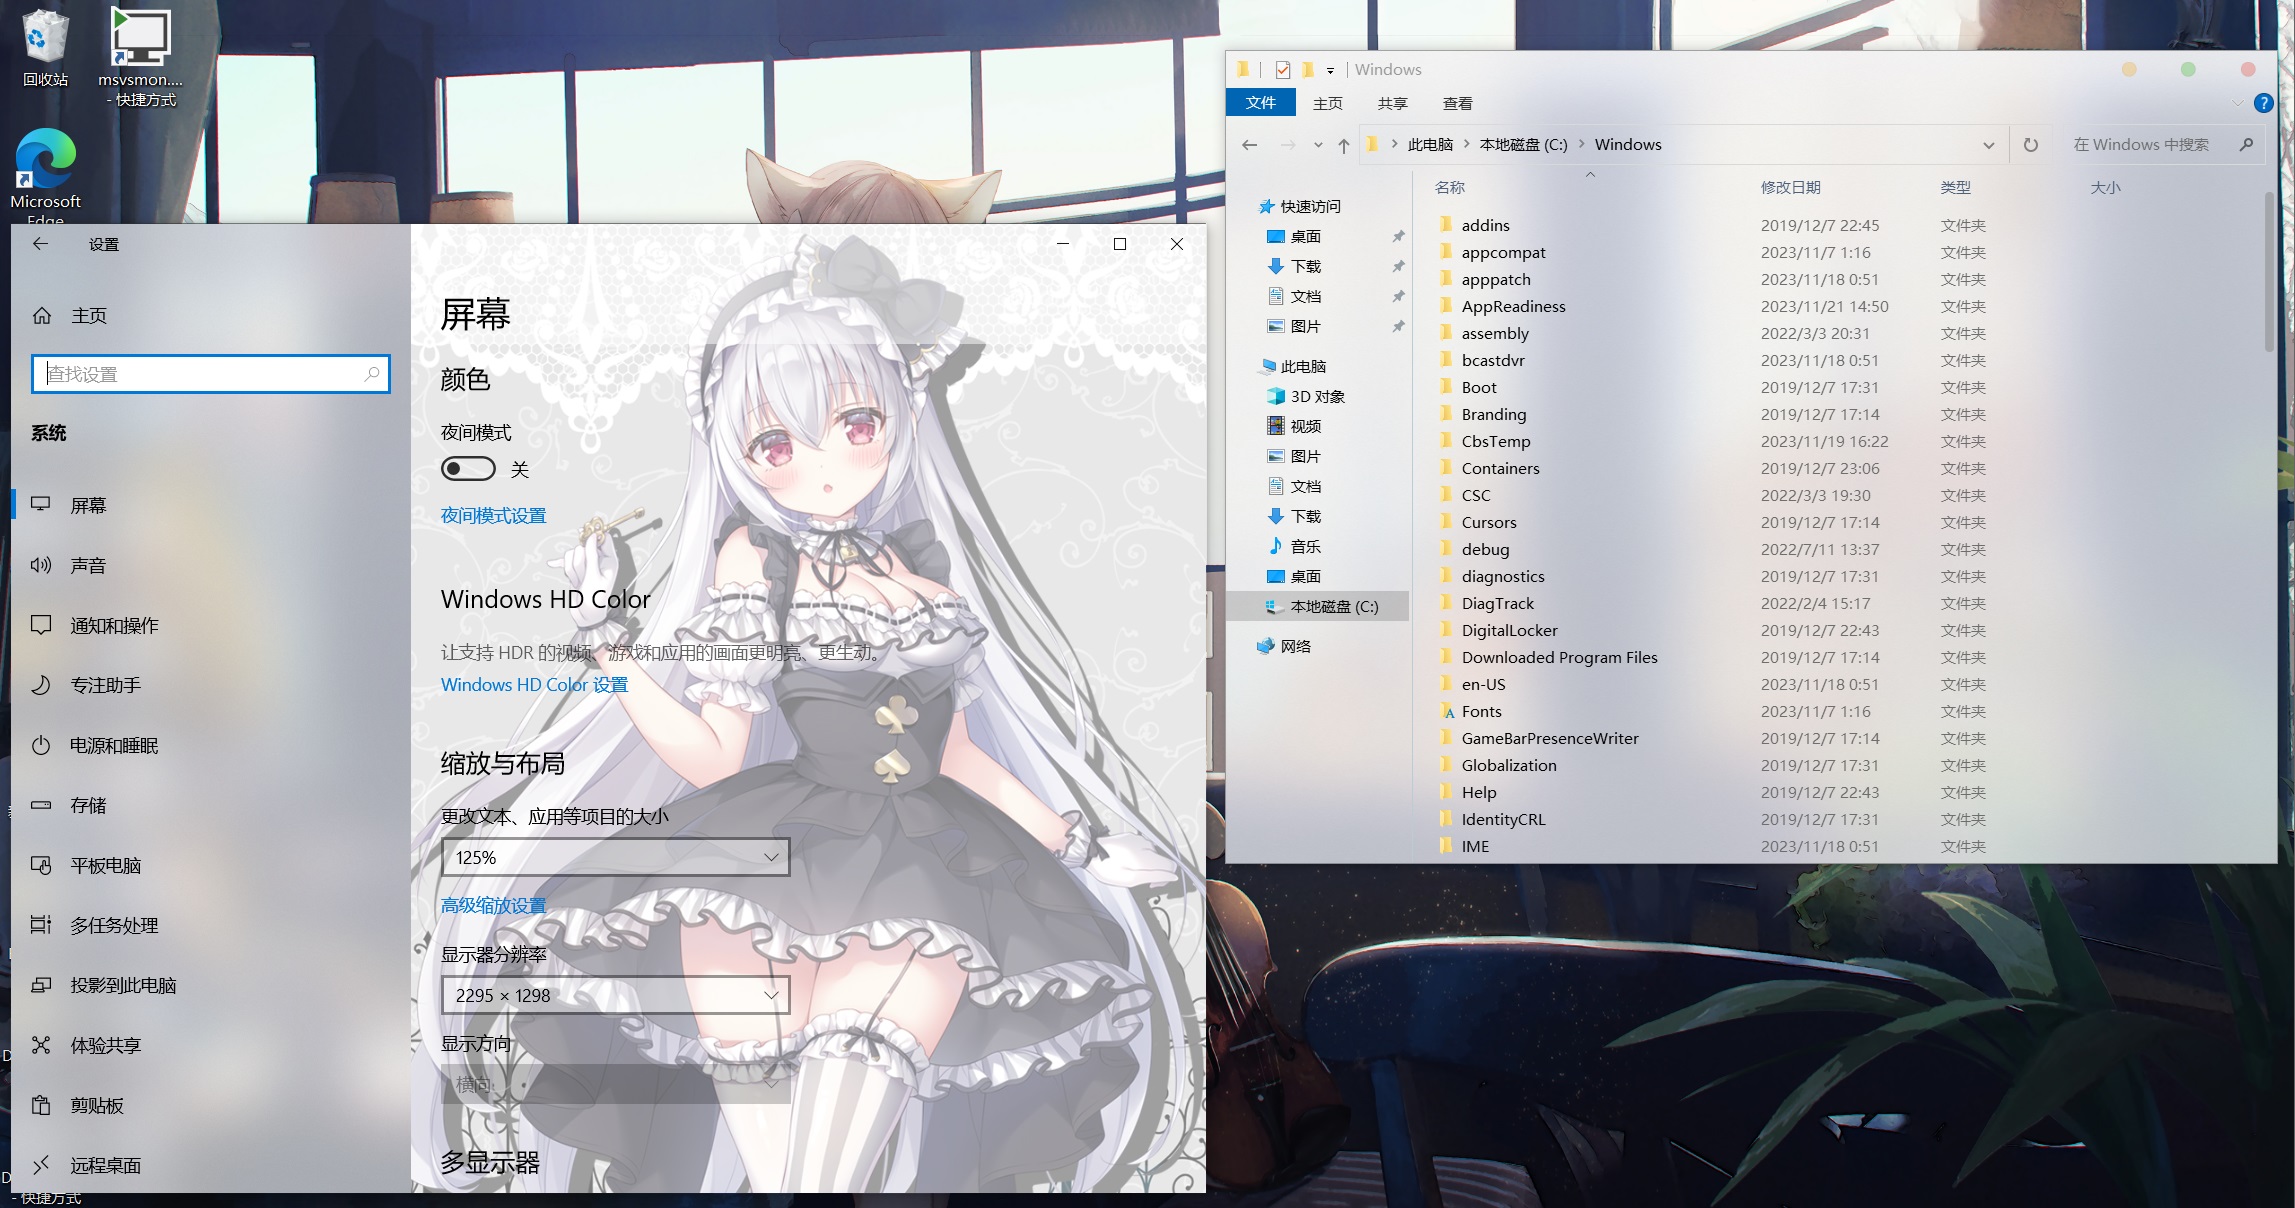 回收站
msvsmon....
- 快捷方式
Microsoft
Edge
设置
主页
查找设置
系统
屏幕
声音
通知和操作
专注助手
电源和睡眠
存储
平板电脑
多任务处理
投影到此电脑
体验共享
剪贴板
远程桌面
- 快捷方式
屏幕
颜色
夜间模式
关
夜间模式设置
Windows HD Color
让支持 HDR 的视频、游戏和应用的画面更明亮、更生动。
Windows HD Color 设置
缩放与布局
更改文本、应用等项目的大小
125%
高级缩放设置
显示器分辨率
2295 × 1298
显示方向
横向
多显示器
Windows
文件 主页 共享 查看
此电脑 本地磁盘 (C:) Windows
在 Windows 中搜索
快速访问
桌面
下载
文档
图片
此电脑
3D 对象
视频
图片
文档
下载
音乐
桌面
本地磁盘 (C:)
网络
名称 修改日期 类型 大小
addins 2019/12/7 22:45 文件夹
appcompat 2023/11/7 1:16 文件夹
apppatch 2023/11/18 0:51 文件夹
AppReadiness 2023/11/21 14:50 文件夹
assembly 2022/3/3 20:31 文件夹
bcastdvr 2023/11/18 0:51 文件夹
Boot 2019/12/7 17:31 文件夹
Branding 2019/12/7 17:14 文件夹
CbsTemp 2023/11/19 16:22 文件夹
Containers 2019/12/7 23:06 文件夹
CSC 2022/3/3 19:30 文件夹
Cursors 2019/12/7 17:14 文件夹
debug 2022/7/11 13:37 文件夹
diagnostics 2019/12/7 17:31 文件夹
DiagTrack 2022/2/4 15:17 文件夹
DigitalLocker 2019/12/7 22:43 文件夹
Downloaded Program Files 2019/12/7 17:14 文件夹
en-US 2023/11/18 0:51 文件夹
Fonts 2023/11/7 1:16 文件夹
GameBarPresenceWriter 2019/12/7 17:14 文件夹
Globalization 2019/12/7 17:31 文件夹
Help 2019/12/7 22:43 文件夹
IdentityCRL 2019/12/7 17:31 文件夹
IME 2023/11/18 0:51 文件夹